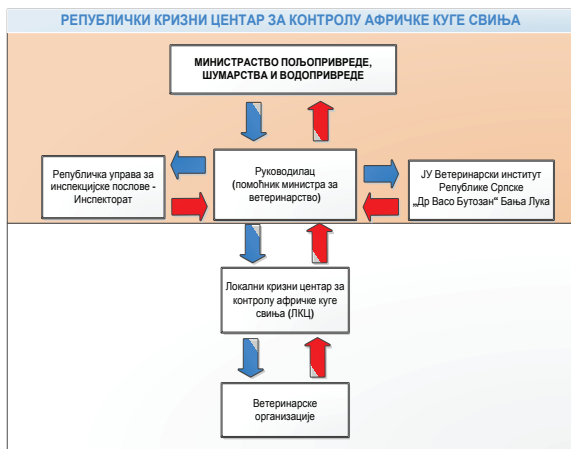 РЕПУБЛИЧКИ КРИЗНИ ЦЕНТАР ЗА КОНТРОЛУ АФРИЧКЕ КУГЕ СВИЊА
МИНИСТРАСТВО ПОЉОПРИВРЕДЕ,
ШУМАРСТВА И ВОДОПРИВРЕДЕ
Републичка управа за
инспекцијске послове -
Инспекторат
Руководилац
(помоћник министра за
ветеринарство)
ЈУ Ветеринарски институт
Републике Српске
„Др Васо Бутозан“ Бања Лука
Локални кризни центар за
контролу афричке куге
свиња (ЛКЦ)
Ветеринарске
организације